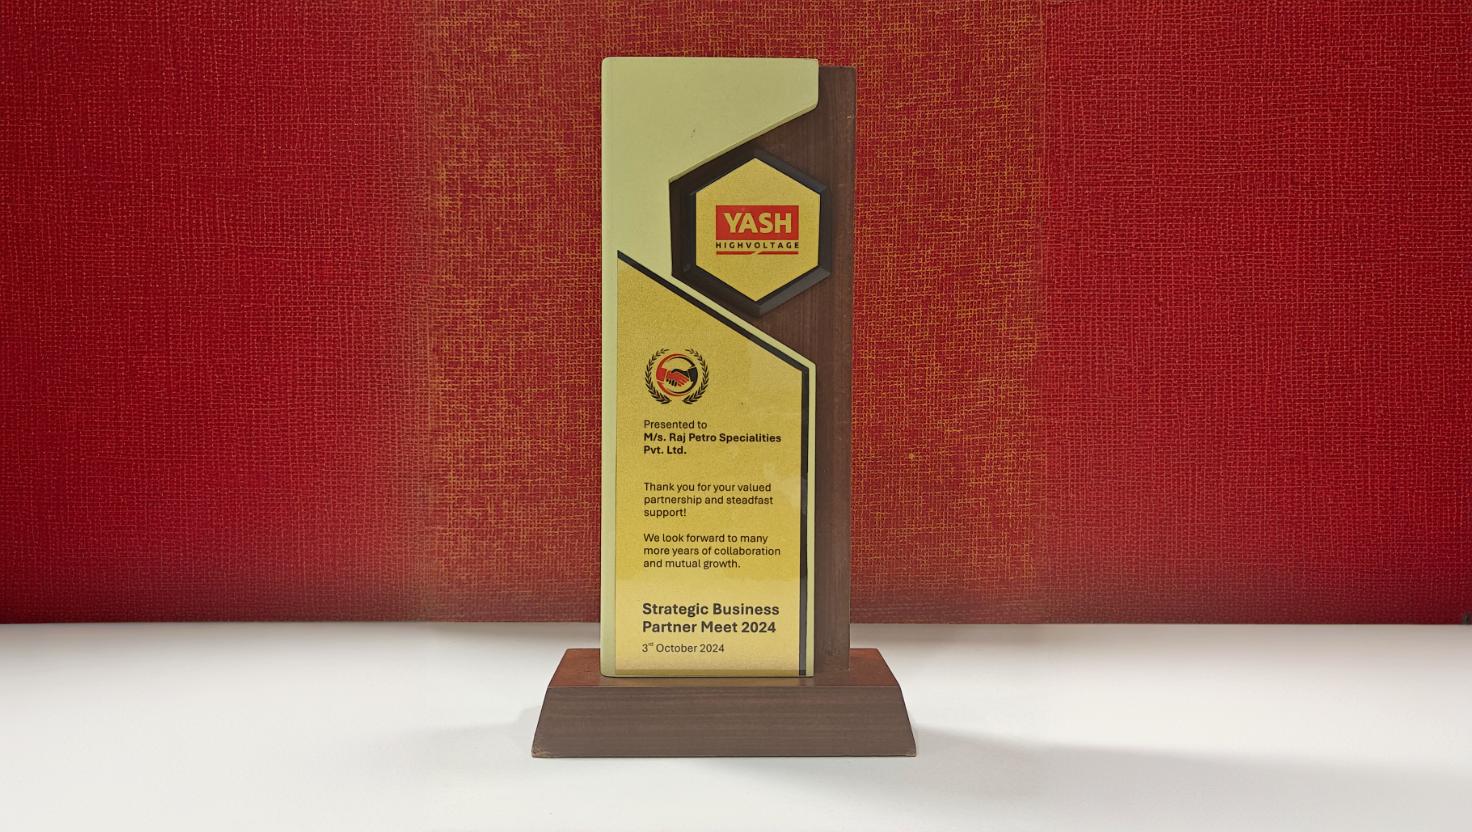 YASH
HIGHVOLTAGE
Presented to
M/s. Raj Petro Specialities
Pvt. Ltd.
Thank you for your valued
partnership and steadfast
support!
We look forward to many
more years of collaboration
and mutual growth.
Strategic Business
Partner Meet 2024
3st October 2024